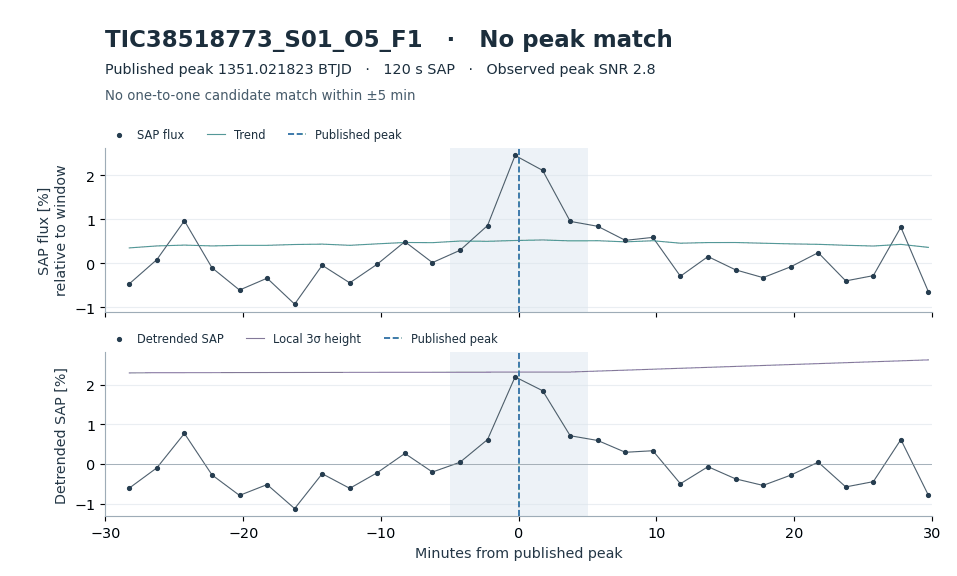 TIC38518773_S01_O5_F1 · No peak match
Published peak 1351.021823 BTJD · 120 s SAP · Observed peak SNR 2.8
No one-to-one candidate match within ±5 min
SAP flux Trend Published peak
SAP flux [%]
relative to window
2
1
0
−1
Detrended SAP Local 3σ height Published peak
Detrended SAP [%]
2
1
0
−1
−30 −20 −10 0 10 20 30
Minutes from published peak